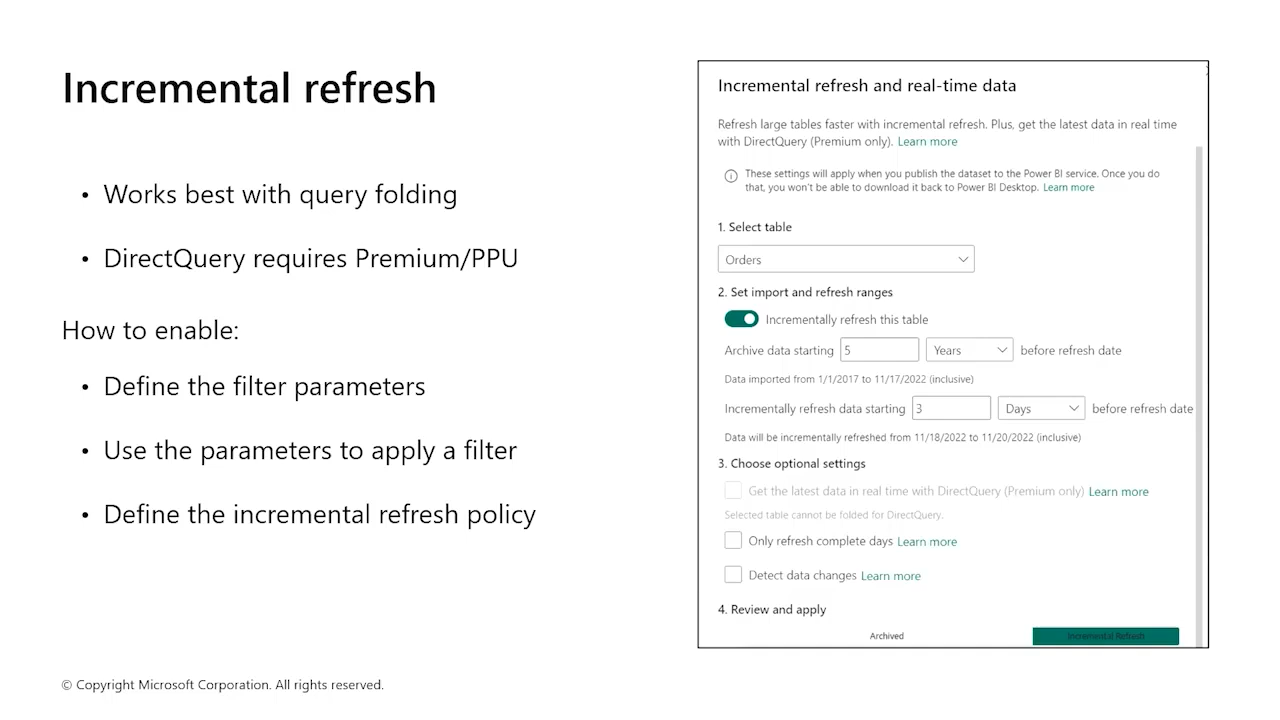 Incremental refresh
• Works best with query folding
• DirectQuery requires Premium/PPU
How to enable:
• Define the filter parameters
• Use the parameters to apply a filter
• Define the incremental refresh policy
© Copyright Microsoft Corporation. All rights reserved.
Incremental refresh and real-time data
Refresh large tables faster with incremental refresh. Plus, get the latest data in real time
with DirectQuery (Premium only). Learn more
These settings will apply when you publish the dataset to the Power BI service. Once you do
that, you won't be able to download it back to Power BI Desktop. Learn more
1. Select table
Orders
2. Set import and refresh ranges
Incrementally refresh this table
Archive data starting 5 Years before refresh date
Data imported from 1/1/2017 to 11/17/2022 (inclusive)
Incrementally refresh data starting 3 Days before refresh date
Data will be incrementally refreshed from 11/18/2022 to 11/20/2022 (inclusive)
3. Choose optional settings
Get the latest data in real time with DirectQuery (Premium only) Learn more
Selected table cannot be folded for DirectQuery.
Only refresh complete days Learn more
Detect data changes Learn more
4. Review and apply
Archived Incremental Refresh